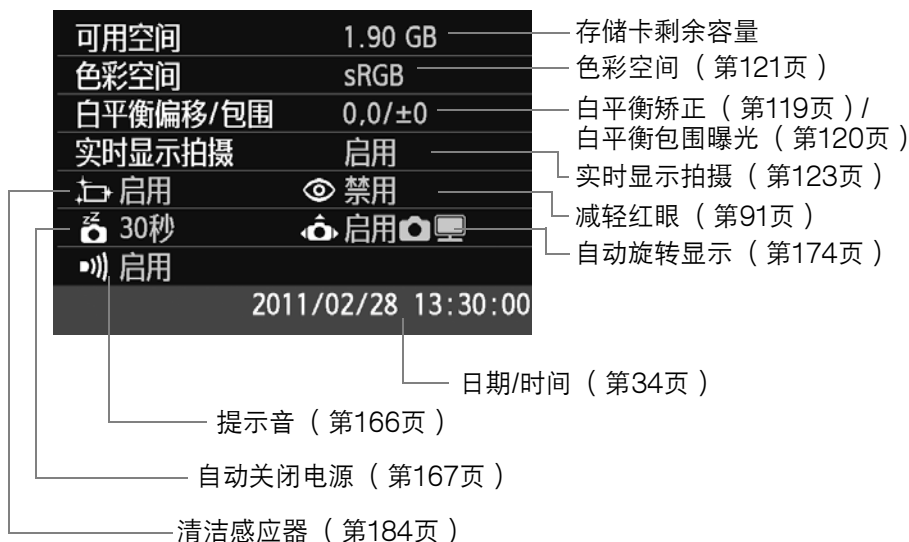 可用空间 1.90 GB
色彩空间 sRGB
白平衡偏移/包围 0,0/±0
实时显示拍摄 启用
启用 禁用
zz 30秒 启用
启用
2011/02/28 13:30:00
存储卡剩余容量
色彩空间（第121页）
白平衡矫正（第119页）/
白平衡包围曝光（第120页）
实时显示拍摄（第123页）
减轻红眼（第91页）
自动旋转显示（第174页）
日期/时间（第34页）
提示音（第166页）
自动关闭电源（第167页）
清洁感应器（第184页）